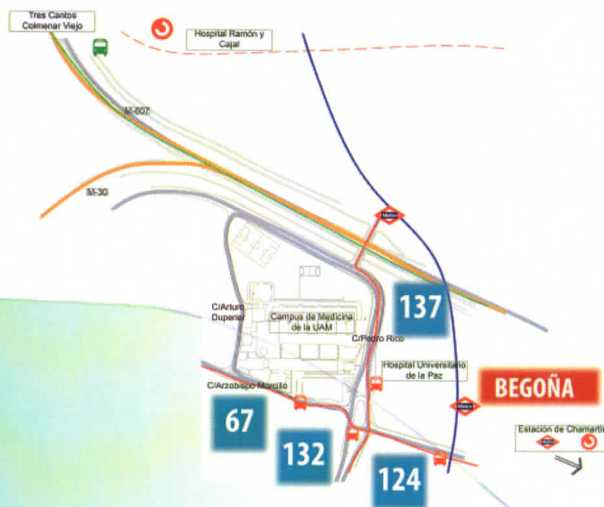 Tres Cantos
Colmenar Viejo
Hospital Ramón y
Cajal
M-607
M-30
Metro
137
C/Arturo
Duperier
Campus de Medicina
de la UAM
C/Pedro Rico
Hospital Universitario
de la Paz
C/Arzobispo Morcillo
BEGOÑA
67
132
124
Estación de Chamartín